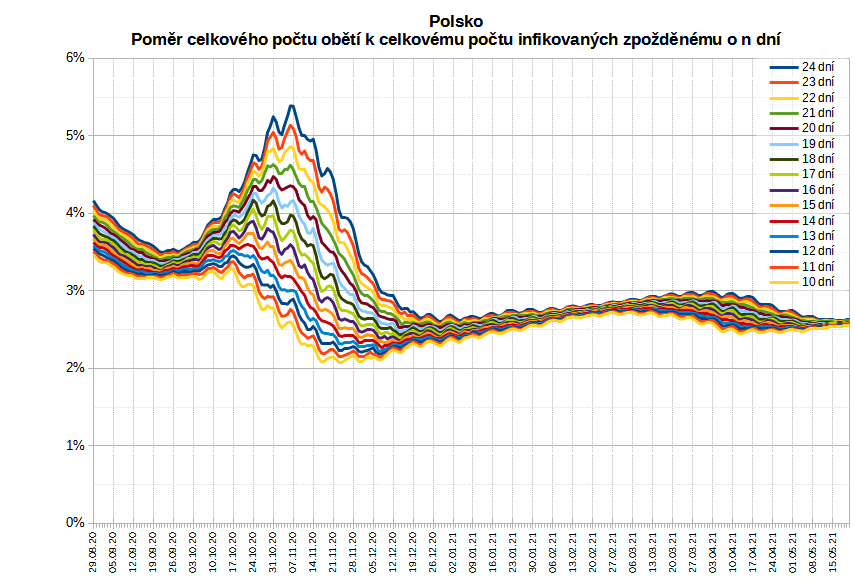 Polsko
Poměr celkového počtu obětí k celkovému počtu infikovaných zpožděnému o n dní
6%
5%
4%
3%
2%
1%
0%
24 dní
23 dní
22 dní
21 dní
20 dní
19 dní
18 dní
17 dní
16 dní
15 dní
14 dní
13 dní
12 dní
11 dní
10 dní
29.08.20
05.09.20
12.09.20
19.09.20
26.09.20
03.10.20
10.10.20
17.10.20
24.10.20
31.10.20
07.11.20
14.11.20
21.11.20
28.11.20
05.12.20
12.12.20
19.12.20
26.12.20
02.01.21
09.01.21
16.01.21
23.01.21
30.01.21
06.02.21
13.02.21
20.02.21
27.02.21
06.03.21
13.03.21
20.03.21
27.03.21
03.04.21
10.04.21
17.04.21
24.04.21
01.05.21
08.05.21
15.05.21